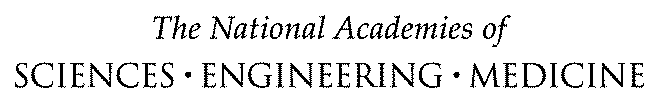 The National Academies of
SCIENCES • ENGINEERING • MEDICINE